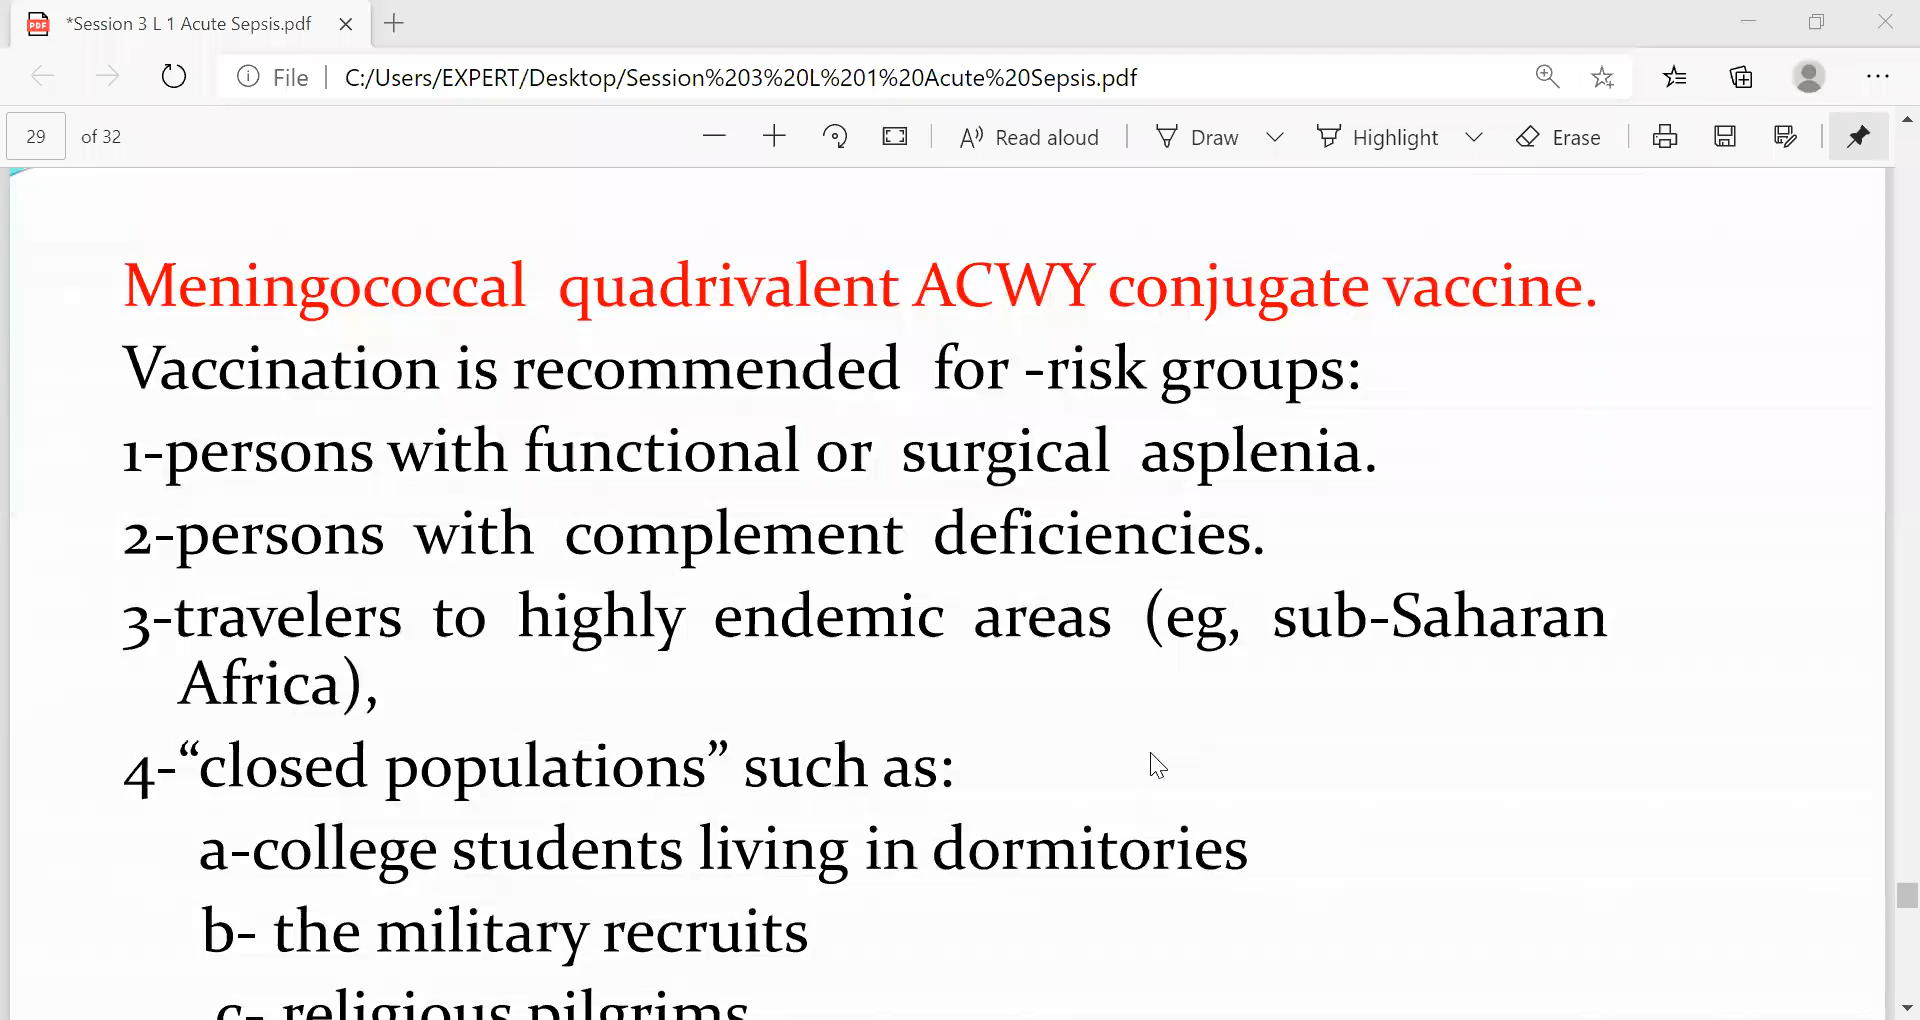 *Session 3 L 1 Acute Sepsis.pdf
File | C:/Users/EXPERT/Desktop/Session%203%20L%201%20Acute%20Sepsis.pdf
29 of 32 Read aloud Draw Highlight Erase
Meningococcal quadrivalent ACWY conjugate vaccine.
Vaccination is recommended for -risk groups:
1-persons with functional or surgical asplenia.
2-persons with complement deficiencies.
3-travelers to highly endemic areas (eg, sub-Saharan
Africa),
4-“closed populations” such as:
a-college students living in dormitories
b- the military recruits
c- religious pilgrims